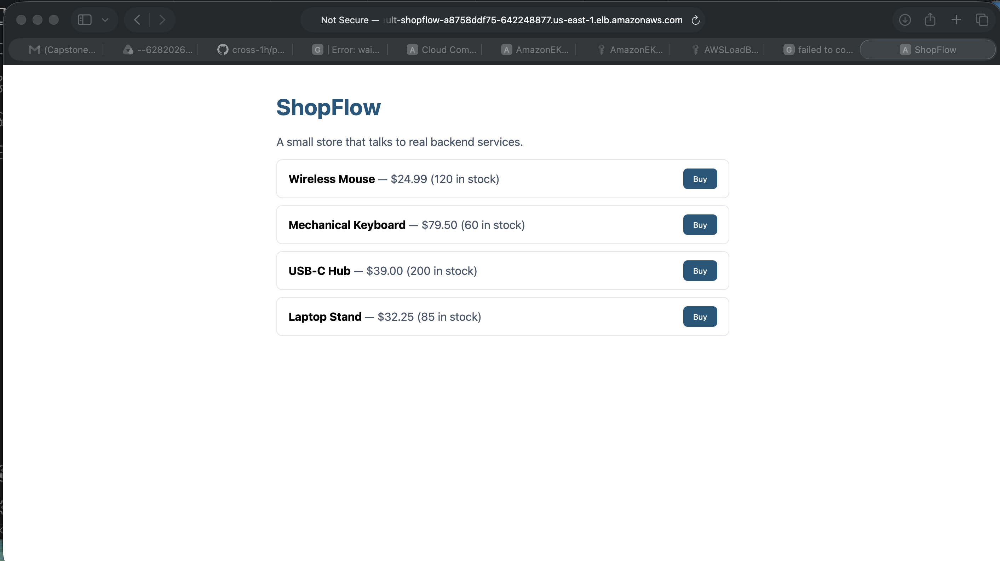 Not Secure — ault-shopflow-a8758ddf75-642248877.us-east-1.elb.amazonaws.com
(Capstone... --6282026... cross-1h/p... G | Error: wai... A Cloud Com... A AmazonEK... AmazonEK... AWSLoadB... G failed to co... A ShopFlow
ShopFlow
A small store that talks to real backend services.
Wireless Mouse — $24.99 (120 in stock) Buy
Mechanical Keyboard — $79.50 (60 in stock) Buy
USB-C Hub — $39.00 (200 in stock) Buy
Laptop Stand — $32.25 (85 in stock) Buy